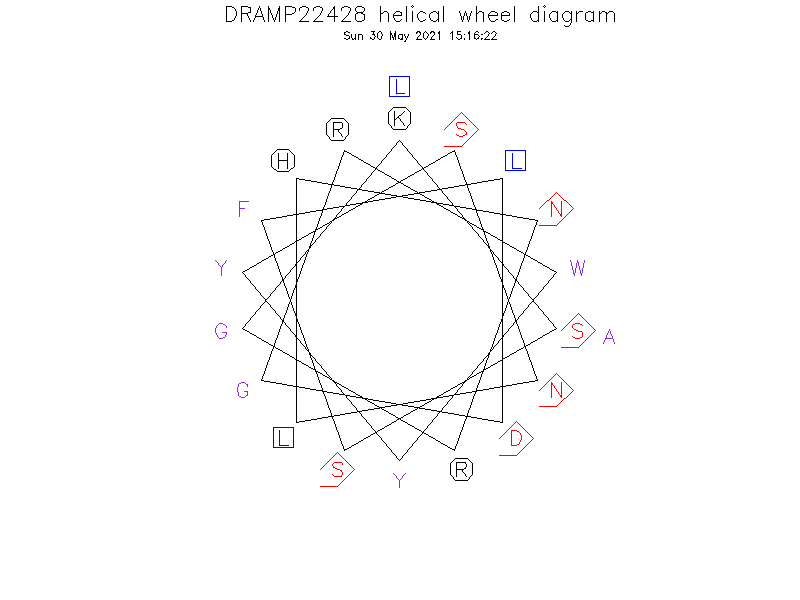 DRAMP22428 helical wheel diagram
Sun 30 May 2021 15:16:22
L
R K S
H L
F N
Y W
G S A
G N
L D
S Y R